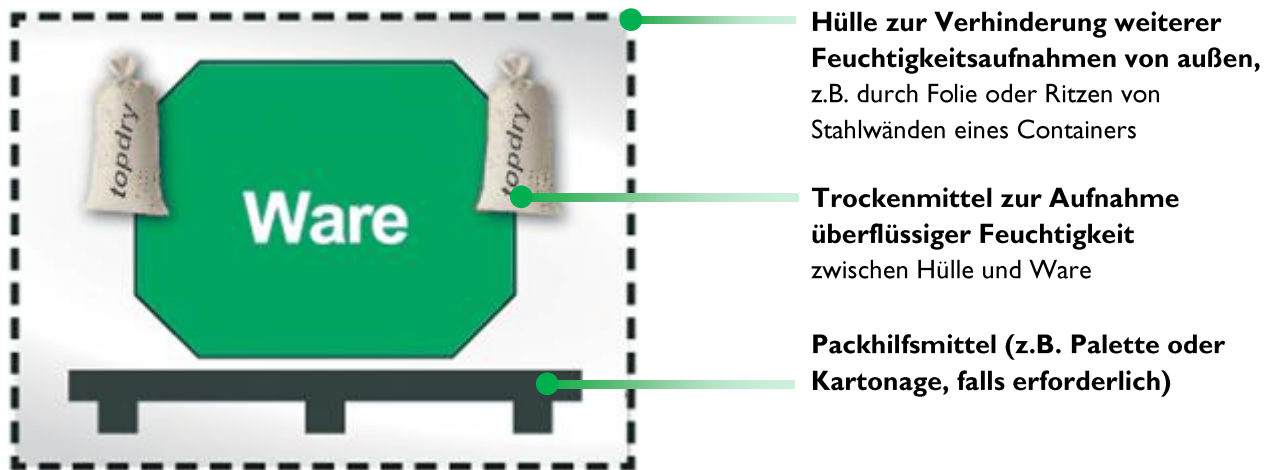 Hülle zur Verhinderung weiterer
Feuchtigkeitsaufnahmen von außen,
z.B. durch Folie oder Ritzen von
Stahlwänden eines Containers
topdry
Ware
topdry
Trockenmittel zur Aufnahme
überflüssiger Feuchtigkeit
zwischen Hülle und Ware
Packhilfsmittel (z.B. Palette oder
Kartonage, falls erforderlich)